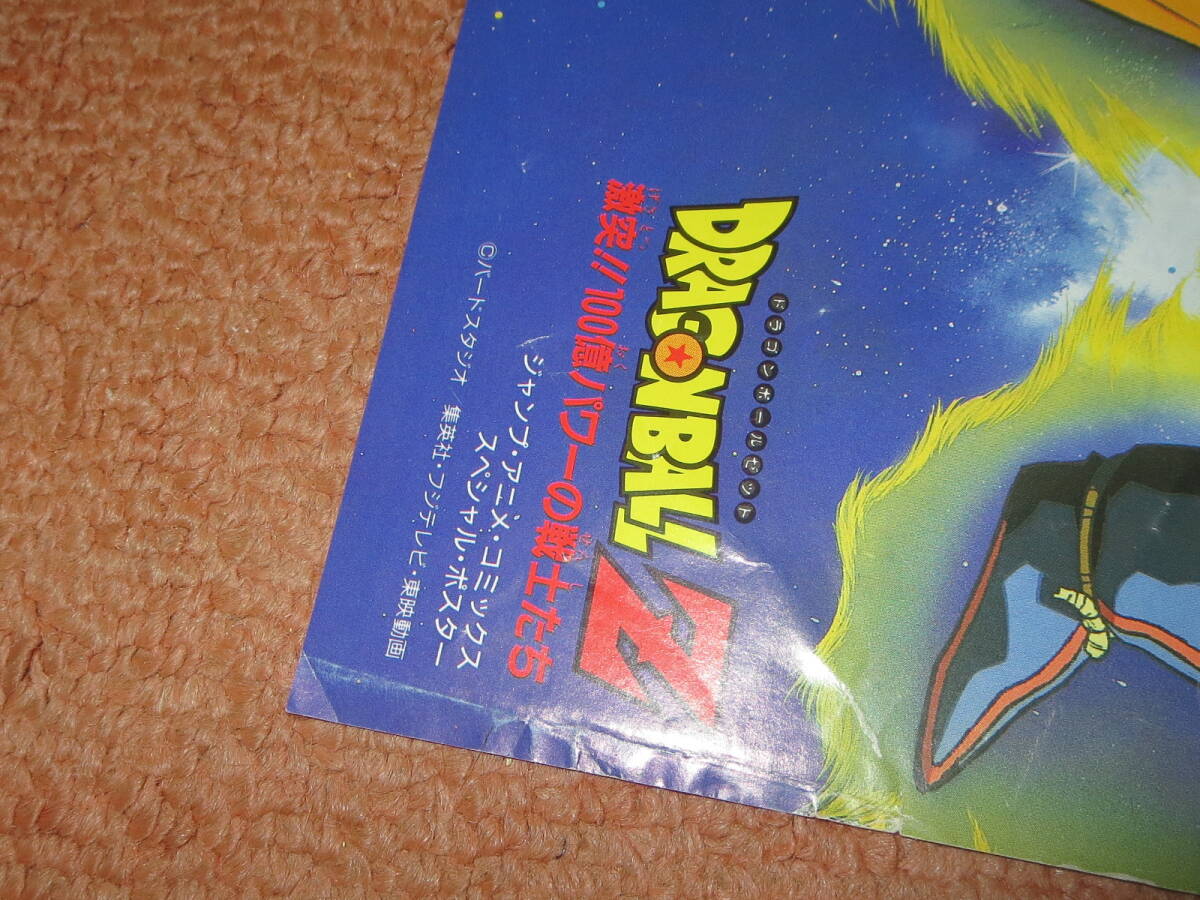 ドラゴンボールゼット
DRAGONBALL Z
激突!!100億パワーの戦士たち
ジャンプ・アニメ・コミックス
スペシャル・ポスター
©バードスタジオ/集英社・フジテレビ・東映動画